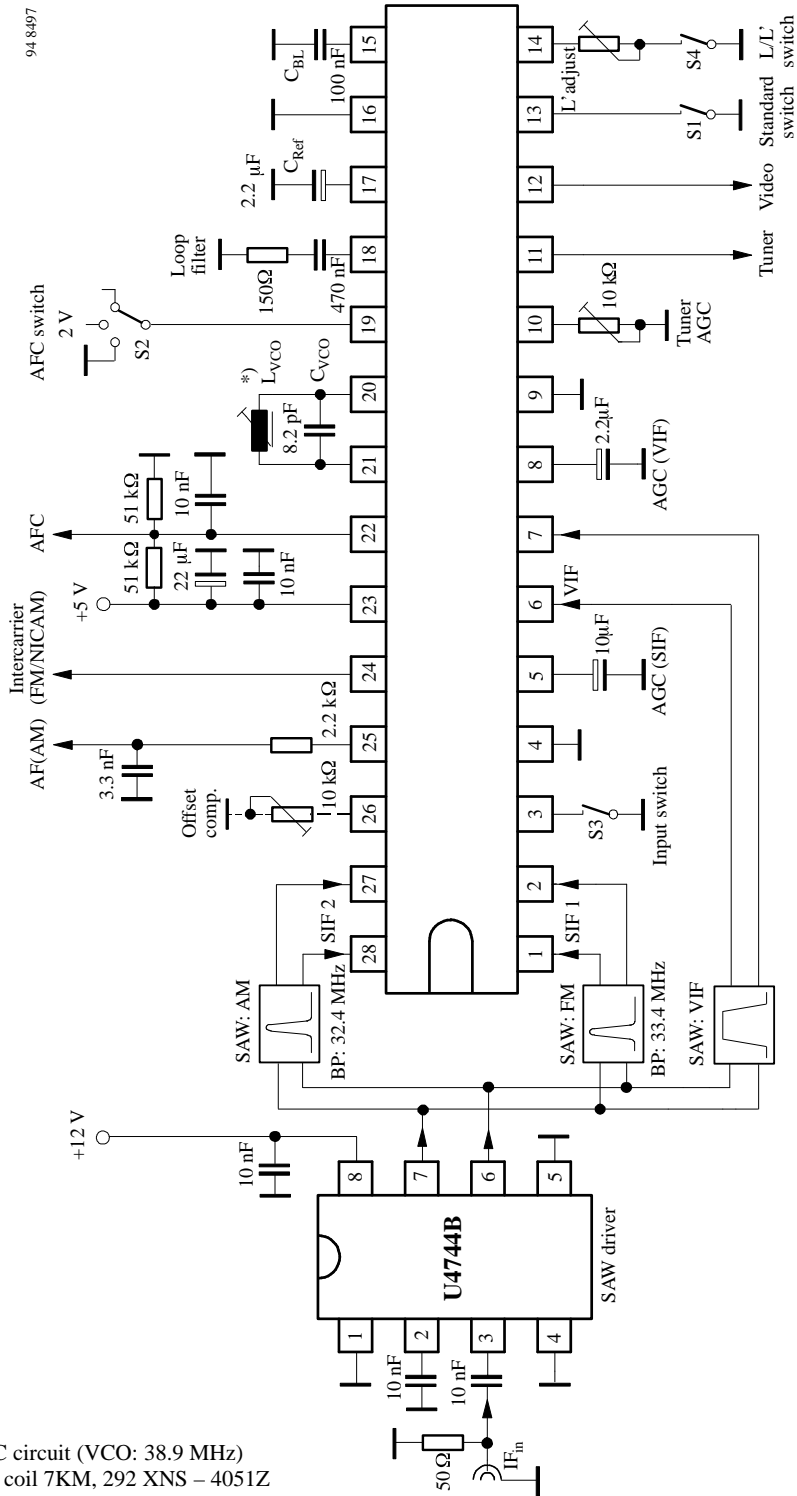 94 8497
C_BL
100 nF
2.2 µF
C_Ref
Loop
filter
150Ω
470 nF
AFC switch
2 V
S2
*)
L_VCO
C_VCO
8.2 pF
AFC
51 kΩ
10 nF
51 kΩ
22 µF
+5 V
10 nF
Intercarrier
(FM/NICAM)
AF(AM)
2.2 kΩ
3.3 nF
Offset
comp.
10 kΩ
15
16
17
18
19
20
21
22
23
24
25
26
27
28
14
13
12
11
10
9
8
7
6
5
4
3
2
1
L'adjust
S4
L/L'
switch
S1
Standard
switch
Video
Tuner
10 kΩ
Tuner
AGC
2.2µF
AGC (VIF)
VIF
10µF
AGC (SIF)
S3
Input switch
SIF 2
SIF 1
SAW: AM
BP: 32.4 MHz
SAW: FM
BP: 33.4 MHz
SAW: VIF
+12 V
10 nF
8
7
6
5
U4744B
SAW driver
1
2
3
4
10 nF
10 nF
50 Ω
IF_in
C circuit (VCO: 38.9 MHz)
coil 7KM, 292 XNS – 4051Z